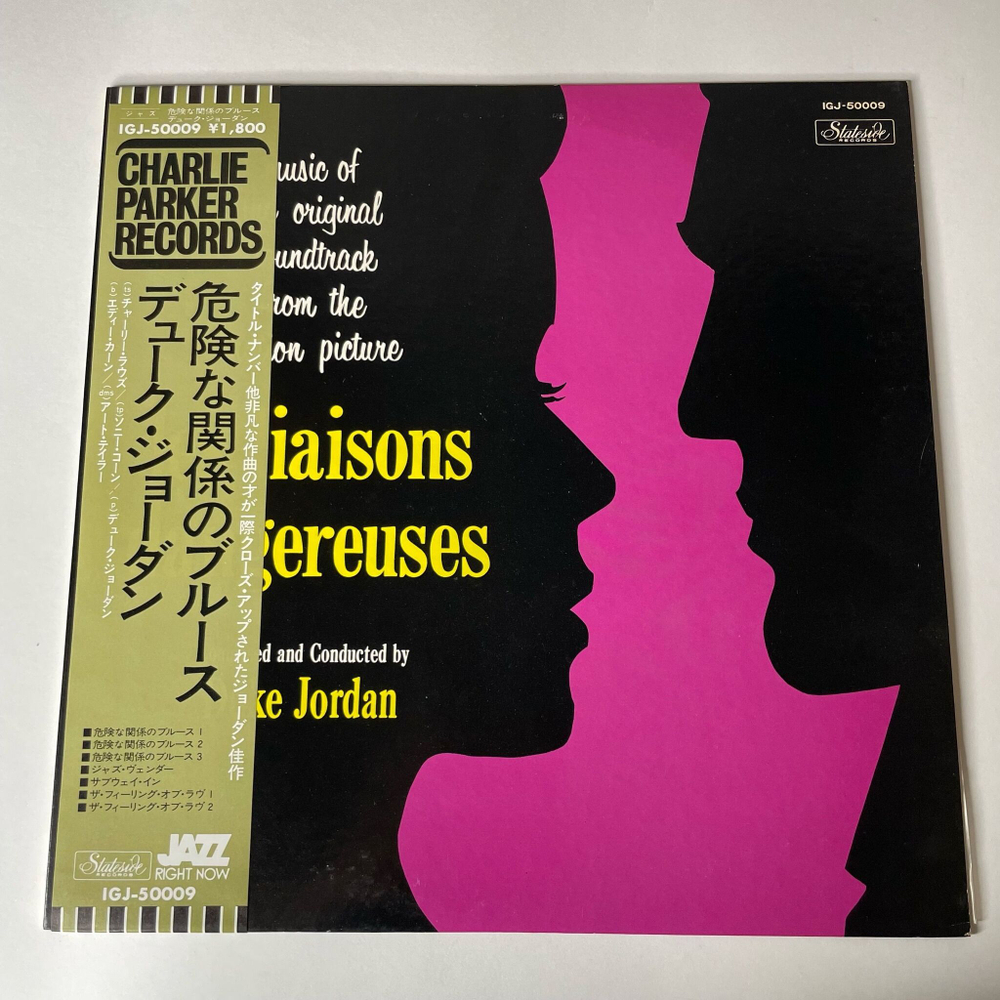 ジャズ 危険な関係のブルース
デューク・ジョーダン
IGJ-50009 ¥1,800
CHARLIE
PARKER
RECORDS
タイトル・ナンバー他非凡な作曲の才が一際クローズ・アップされたジョーダン佳作
危険な関係のブルース
デューク・ジョーダン
(ts)チャーリー・ラウズ/(tp)ソニー・コーン/(p)デューク・ジョーダン
(b)エディー・カーン/(dms)アート・テイラー
■危険な関係のブルース 1
■危険な関係のブルース 2
■危険な関係のブルース 3
■ジャズ・ヴェンダー
■サブウェイ・イン
■ザ・フィーリング・オブ・ラヴ 1
■ザ・フィーリング・オブ・ラヴ 2
Stateside
RECORDS
JAZZ
RIGHT NOW
IGJ-50009
usic of
original
undtrack
rom the
on picture
iaisons
gereuses
ed and Conducted by
ke Jordan
IGJ-50009
Stateside
RECORDS